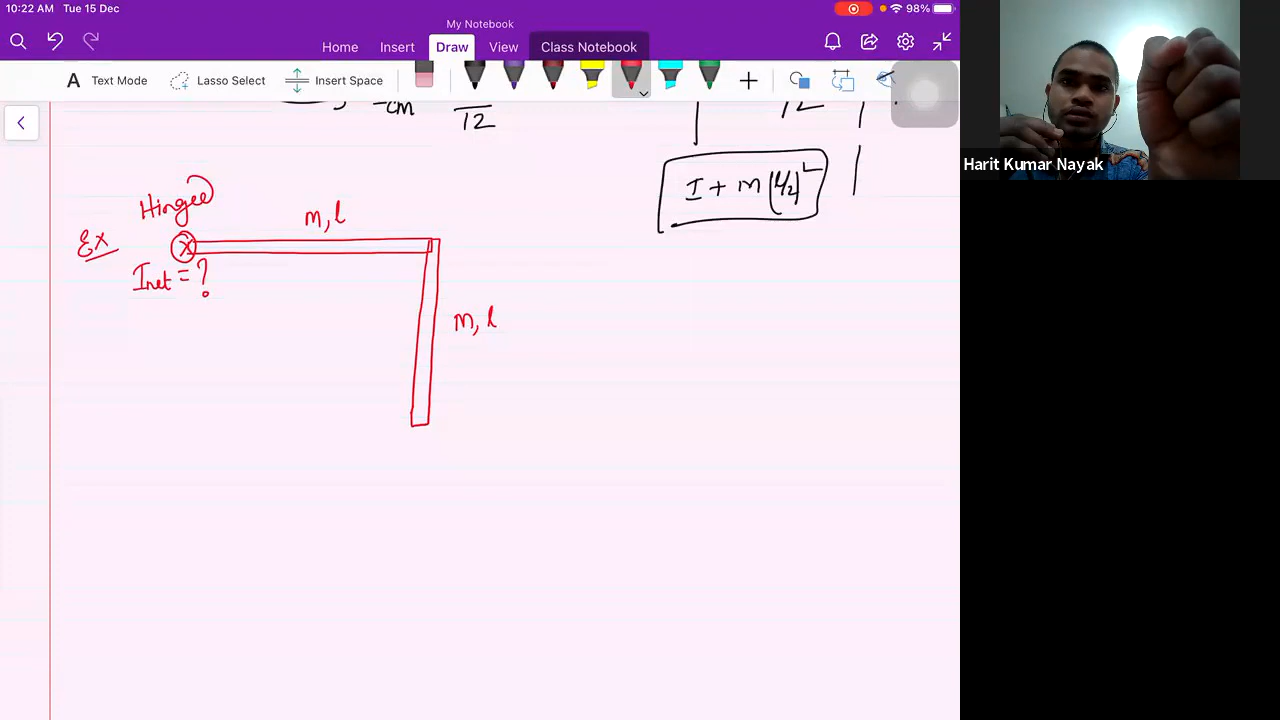 10:22 AM Tue 15 Dec
98%
My Notebook
Home Insert Draw View Class Notebook
A Text Mode Lasso Select Insert Space
-cm 12
12
I + m(l/2)²
Hinged
m, l
Ex
Inet = ?
m, l
Harit Kumar Nayak